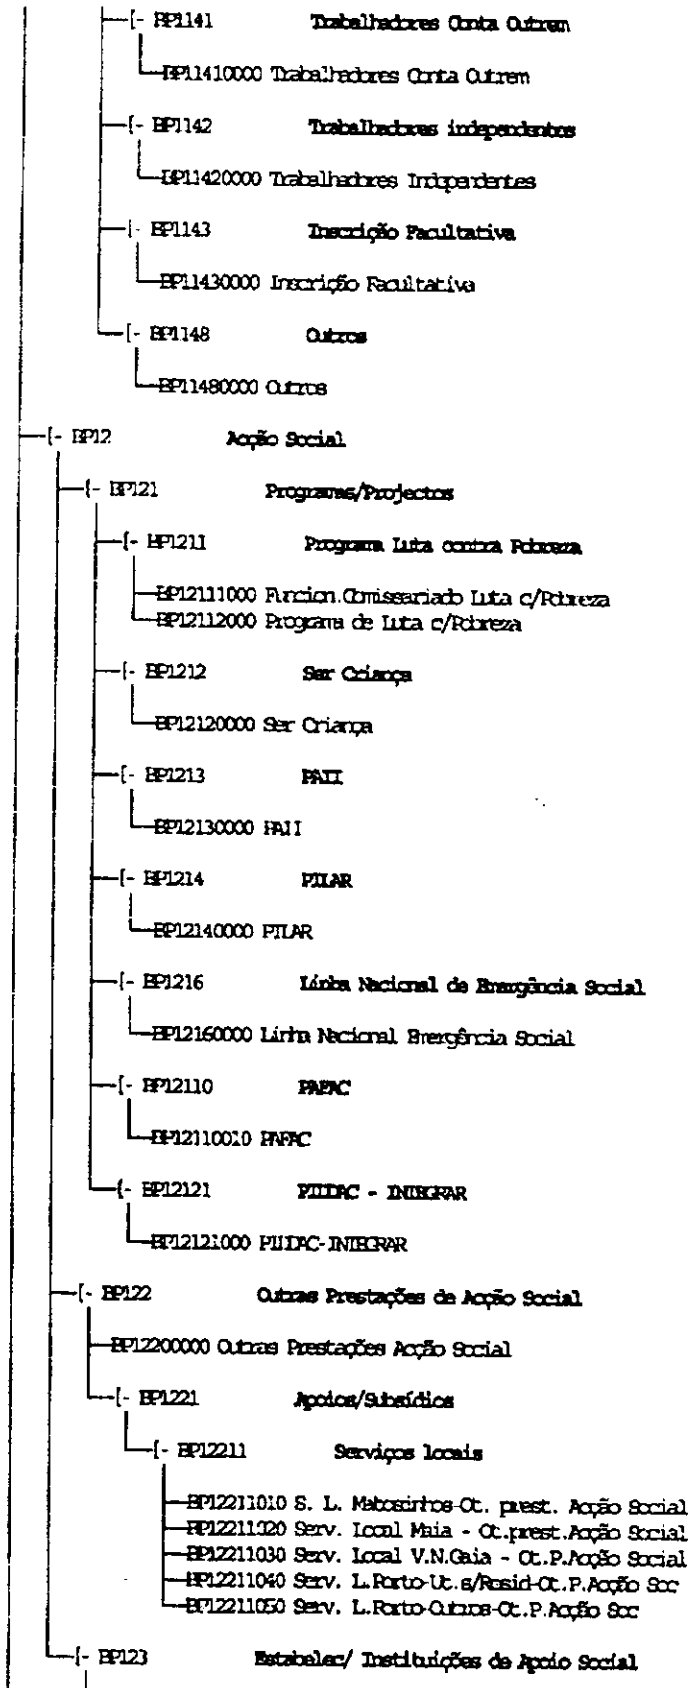 [- BP1141 Trabalhadores Conta Outrem
BP11410000 Trabalhadores Conta Outrem
[- BP1142 Trabalhadores independentes
BP11420000 Trabalhadores Independentes
[- BP1143 Inscrição Facultativa
BP11430000 Inscrição Facultativa
[- BP1148 Outros
BP11480000 Outros
[- BP12 Acção Social
[- BP121 Programas/Projectos
[- BP1211 Programa Luta contra Pobreza
BP12111000 Funcion.Comissariado Luta c/Pobreza
BP12112000 Programa de Luta c/Pobreza
[- BP1212 Ser Criança
BP12120000 Ser Criança
[- BP1213 PAII
BP12130000 PAII
[- BP1214 PILAR
BP12140000 PILAR
[- BP1216 Linha Nacional de Emergência Social
BP12160000 Linha Nacional Emergência Social
[- BP12110 PAFAC
BP12110010 PAFAC
[- BP12121 PIIDAC - INTEGRAR
BP12121000 PIIDAC-INTEGRAR
[- BP122 Outras Prestações de Acção Social
BP12200000 Outras Prestações Acção Social
[- BP1221 Apoios/Subsídios
[- BP12211 Serviços locais
BP12211010 S. L. Matosinhos-Ot. prest. Acção Social
BP12211020 Serv. Local Maia - Ot.prest.Acção Social
BP12211030 Serv. Local V.N.Gaia - Ot.P.Acção Social
BP12211040 Serv. L.Porto-Ut.s/Resid-Ot.P.Acção Soc
BP12211050 Serv. L.Porto-Outros-Ot.P.Acção Soc
[- BP123 Estabelec/ Instituições de Apoio Social